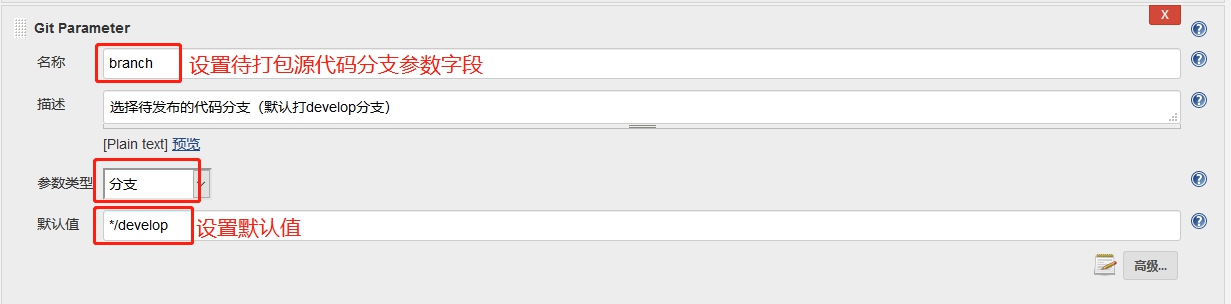 X
Git Parameter
名称 branch 设置待打包源代码分支参数字段
描述 选择待发布的代码分支（默认打develop分支）
[Plain text] 预览
参数类型 分支
默认值 */develop 设置默认值
高级...